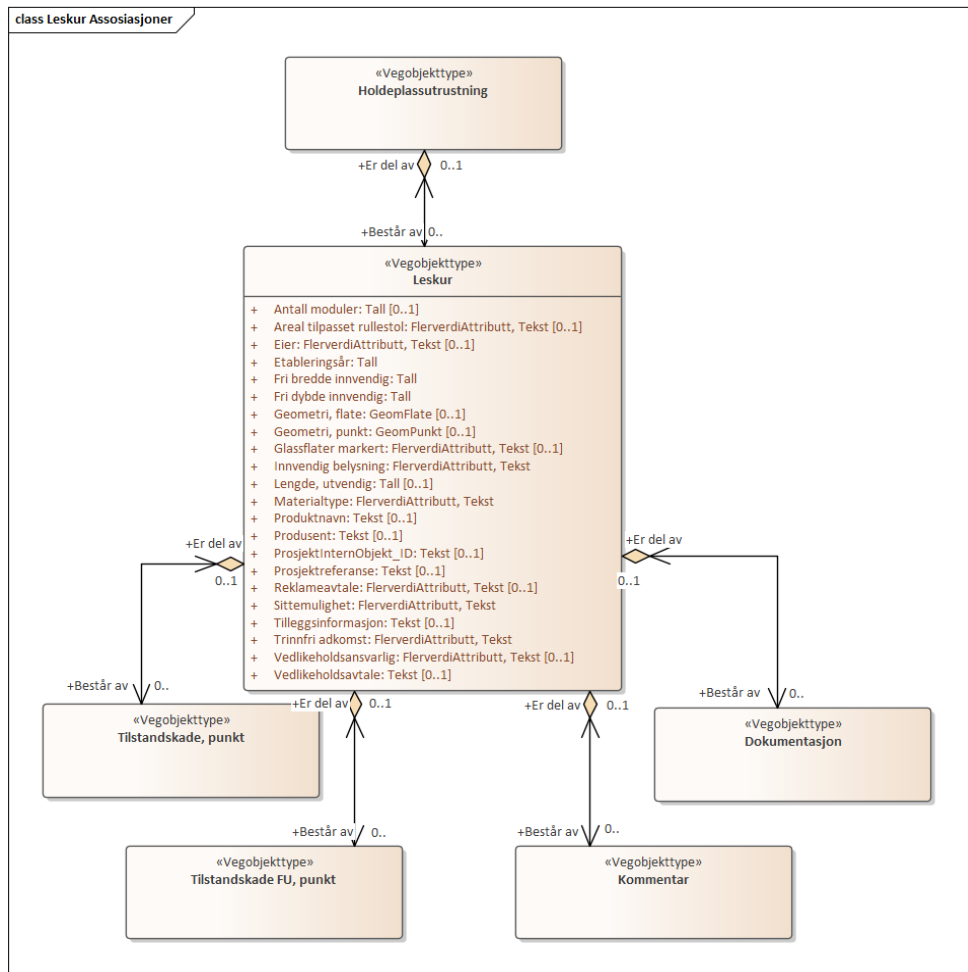 class Leskur Assosiasjoner
«Vegobjekttype»
Holdeplassutrustning
+Er del av 0..1
+Består av 0..
«Vegobjekttype»
Leskur
+ Antall moduler: Tall [0..1]
+ Areal tilpasset rullestol: FlerverdiAttributt, Tekst [0..1]
+ Eier: FlerverdiAttributt, Tekst [0..1]
+ Etableringsår: Tall
+ Fri bredde innvendig: Tall
+ Fri dybde innvendig: Tall
+ Geometri, flate: GeomFlate [0..1]
+ Geometri, punkt: GeomPunkt [0..1]
+ Glassflater markert: FlerverdiAttributt, Tekst [0..1]
+ Innvendig belysning: FlerverdiAttributt, Tekst
+ Lengde, utvendig: Tall [0..1]
+ Materialtype: FlerverdiAttributt, Tekst
+ Produktnavn: Tekst [0..1]
+ Produsent: Tekst [0..1]
+ ProsjektInternObjekt_ID: Tekst [0..1]
+ Prosjektreferanse: Tekst [0..1]
+ Reklameavtale: FlerverdiAttributt, Tekst [0..1]
+ Sittemulighet: FlerverdiAttributt, Tekst
+ Tilleggsinformasjon: Tekst [0..1]
+ Trinnfri adkomst: FlerverdiAttributt, Tekst
+ Vedlikeholdsansvarlig: FlerverdiAttributt, Tekst [0..1]
+ Vedlikeholdsavtale: Tekst [0..1]
+Er del av
0..1
+Er del av
0..1
+Er del av 0..1
+Er del av 0..1
+Består av 0..
+Består av 0..
«Vegobjekttype»
Tilstandskade, punkt
«Vegobjekttype»
Dokumentasjon
+Består av 0..
+Består av 0..
«Vegobjekttype»
Tilstandskade FU, punkt
«Vegobjekttype»
Kommentar